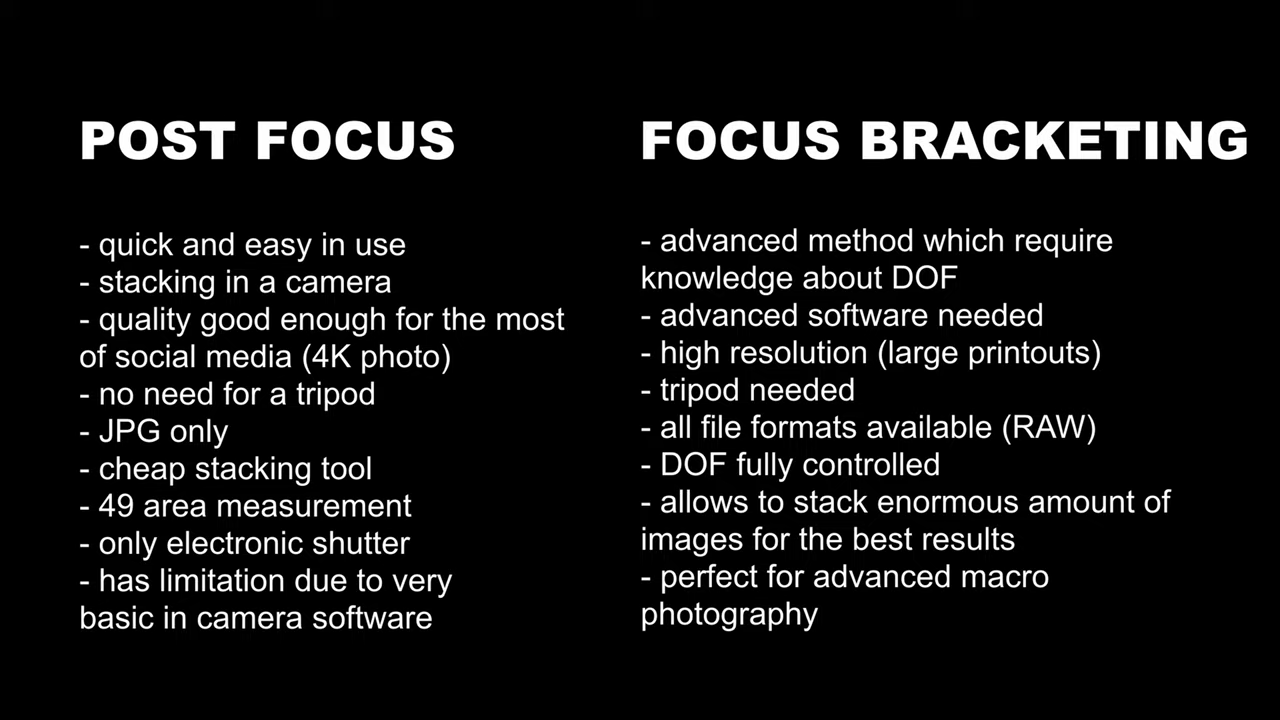 POST FOCUS
- quick and easy in use
- stacking in a camera
- quality good enough for the most
of social media (4K photo)
- no need for a tripod
- JPG only
- cheap stacking tool
- 49 area measurement
- only electronic shutter
- has limitation due to very
basic in camera software
FOCUS BRACKETING
- advanced method which require
knowledge about DOF
- advanced software needed
- high resolution (large printouts)
- tripod needed
- all file formats available (RAW)
- DOF fully controlled
- allows to stack enormous amount of
images for the best results
- perfect for advanced macro
photography